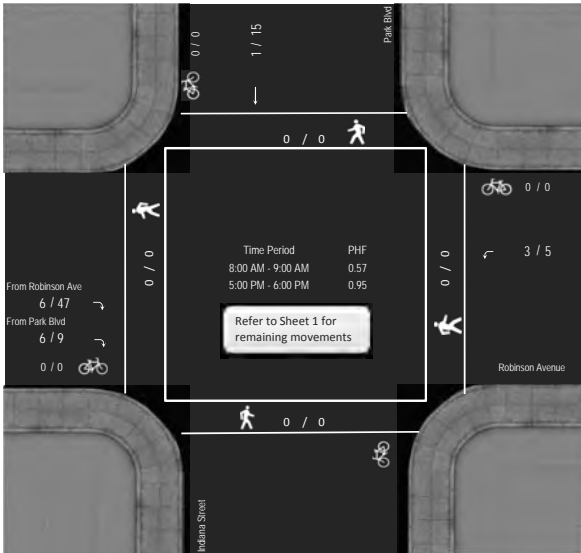 Park Blvd
0 / 0
1 / 15
0 / 0
0 / 0
0 / 0
3 / 5
0 / 0
Time Period PHF
8:00 AM - 9:00 AM 0.57
5:00 PM - 6:00 PM 0.95
Refer to Sheet 1 for
remaining movements
From Robinson Ave
6 / 47
From Park Blvd
6 / 9
0 / 0
Robinson Avenue
0 / 0
Indiana Street